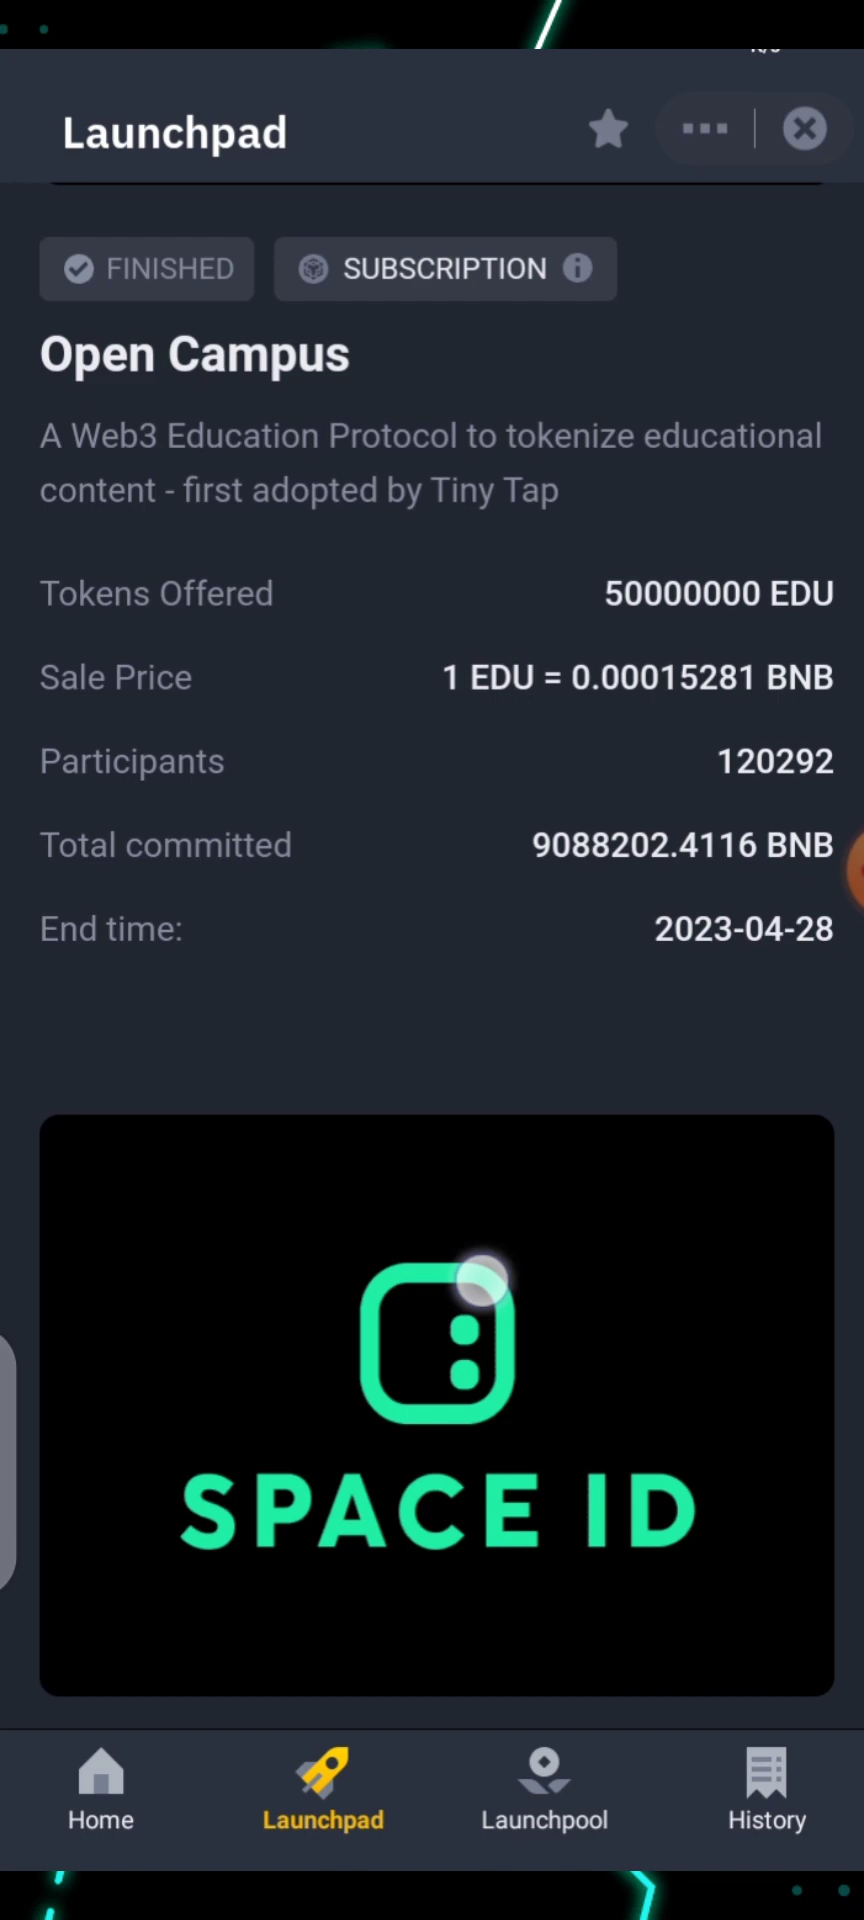 Launchpad
FINISHED
SUBSCRIPTION
Open Campus
A Web3 Education Protocol to tokenize educational
content - first adopted by Tiny Tap
Tokens Offered 50000000 EDU
Sale Price 1 EDU = 0.00015281 BNB
Participants 120292
Total committed 9088202.4116 BNB
End time: 2023-04-28
SPACE ID
Home
Launchpad
Launchpool
History